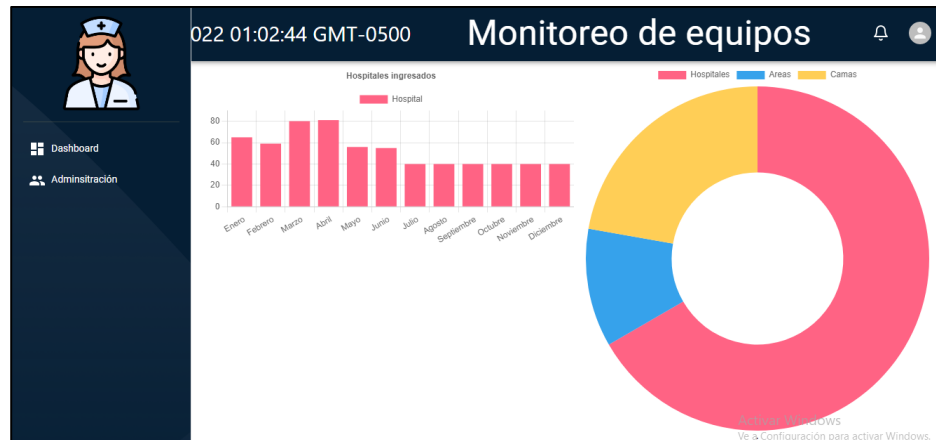 022 01:02:44 GMT-0500
Monitoreo de equipos
Dashboard
Adminsitración
Hospitales ingresados
Hospital
80
60
40
20
0
Enero Febrero Marzo Abril Mayo Junio Julio Agosto Septiembre Octubre Noviembre Diciembre
Hospitales Areas Camas
Activar Windows
Ve a Configuración para activar Windows.